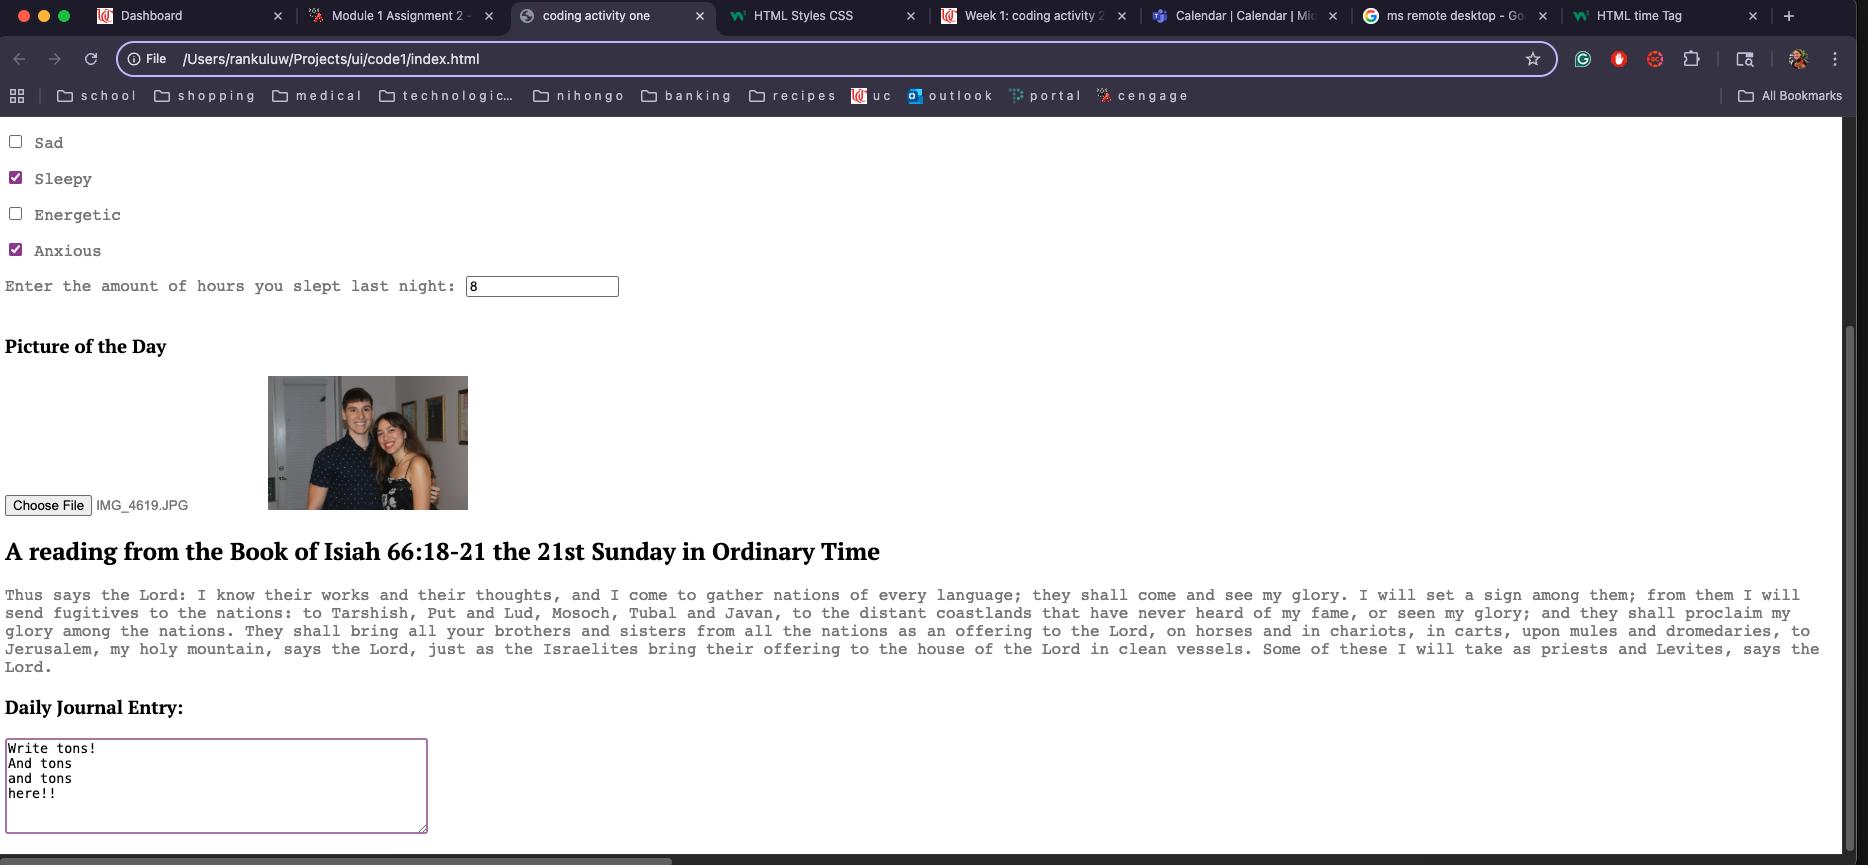 Dashboard
Module 1 Assignment 2 -
coding activity one
HTML Styles CSS
Week 1: coding activity 2
Calendar | Calendar | Mic
ms remote desktop - Go
HTML time Tag
File /Users/rankuluw/Projects/ui/code1/index.html
school
shopping
medical
technologic...
nihongo
banking
recipes
uc
outlook
portal
cengage
All Bookmarks
Sad
Sleepy
Energetic
Anxious
Enter the amount of hours you slept last night: 8
Picture of the Day
Choose File IMG_4619.JPG
A reading from the Book of Isiah 66:18-21 the 21st Sunday in Ordinary Time
Thus says the Lord: I know their works and their thoughts, and I come to gather nations of every language; they shall come and see my glory. I will set a sign among them; from them I will
send fugitives to the nations: to Tarshish, Put and Lud, Mosoch, Tubal and Javan, to the distant coastlands that have never heard of my fame, or seen my glory; and they shall proclaim my
glory among the nations. They shall bring all your brothers and sisters from all the nations as an offering to the Lord, on horses and in chariots, in carts, upon mules and dromedaries, to
Jerusalem, my holy mountain, says the Lord, just as the Israelites bring their offering to the house of the Lord in clean vessels. Some of these I will take as priests and Levites, says the
Lord.
Daily Journal Entry:
Write tons!
And tons
and tons
here!!